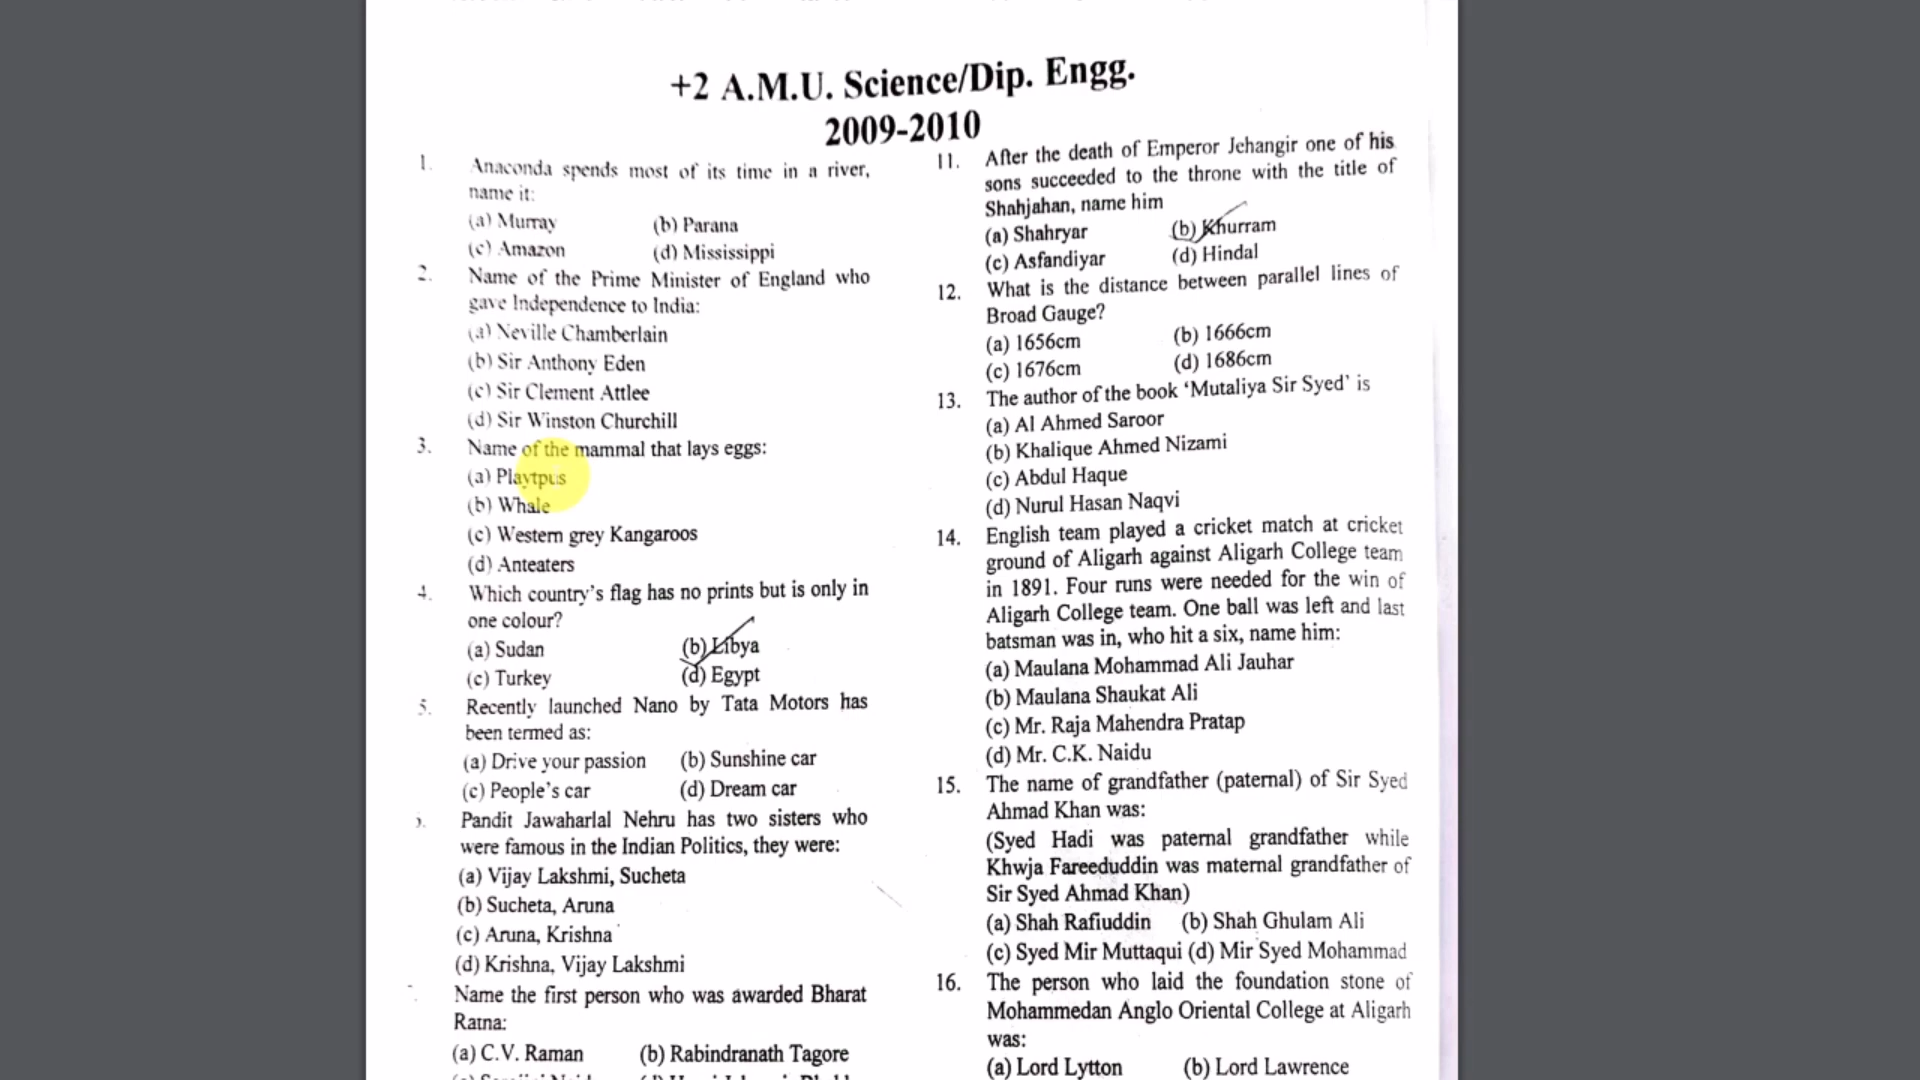 +2 A.M.U. Science/Dip. Engg.
2009-2010
1. Anaconda spends most of its time in a river,
name it:
(a) Murray (b) Parana
(c) Amazon (d) Mississippi
2. Name of the Prime Minister of England who
gave Independence to India:
(a) Neville Chamberlain
(b) Sir Anthony Eden
(c) Sir Clement Attlee
(d) Sir Winston Churchill
3. Name of the mammal that lays eggs:
(a) Playtpus
(b) Whale
(c) Western grey Kangaroos
(d) Anteaters
4. Which country's flag has no prints but is only in
one colour?
(a) Sudan (b) Libya
(c) Turkey (d) Egypt
5. Recently launched Nano by Tata Motors has
been termed as:
(a) Drive your passion (b) Sunshine car
(c) People's car (d) Dream car
Pandit Jawaharlal Nehru has two sisters who
were famous in the Indian Politics, they were:
(a) Vijay Lakshmi, Sucheta
(b) Sucheta, Aruna
(c) Aruna, Krishna
(d) Krishna, Vijay Lakshmi
Name the first person who was awarded Bharat
Ratna:
(a) C.V. Raman (b) Rabindranath Tagore
11. After the death of Emperor Jehangir one of his
sons succeeded to the throne with the title of
Shahjahan, name him
(a) Shahryar (b) Khurram
(c) Asfandiyar (d) Hindal
12. What is the distance between parallel lines of
Broad Gauge?
(a) 1656cm (b) 1666cm
(c) 1676cm (d) 1686cm
13. The author of the book 'Mutaliya Sir Syed' is
(a) Al Ahmed Saroor
(b) Khalique Ahmed Nizami
(c) Abdul Haque
(d) Nurul Hasan Naqvi
14. English team played a cricket match at cricket
ground of Aligarh against Aligarh College team
in 1891. Four runs were needed for the win of
Aligarh College team. One ball was left and last
batsman was in, who hit a six, name him:
(a) Maulana Mohammad Ali Jauhar
(b) Maulana Shaukat Ali
(c) Mr. Raja Mahendra Pratap
(d) Mr. C.K. Naidu
15. The name of grandfather (paternal) of Sir Syed
Ahmad Khan was:
(Syed Hadi was paternal grandfather while
Khwja Fareeduddin was maternal grandfather of
Sir Syed Ahmad Khan)
(a) Shah Rafiuddin (b) Shah Ghulam Ali
(c) Syed Mir Muttaqui (d) Mir Syed Mohammad
16. The person who laid the foundation stone of
Mohammedan Anglo Oriental College at Aligarh
was:
(a) Lord Lytton (b) Lord Lawrence